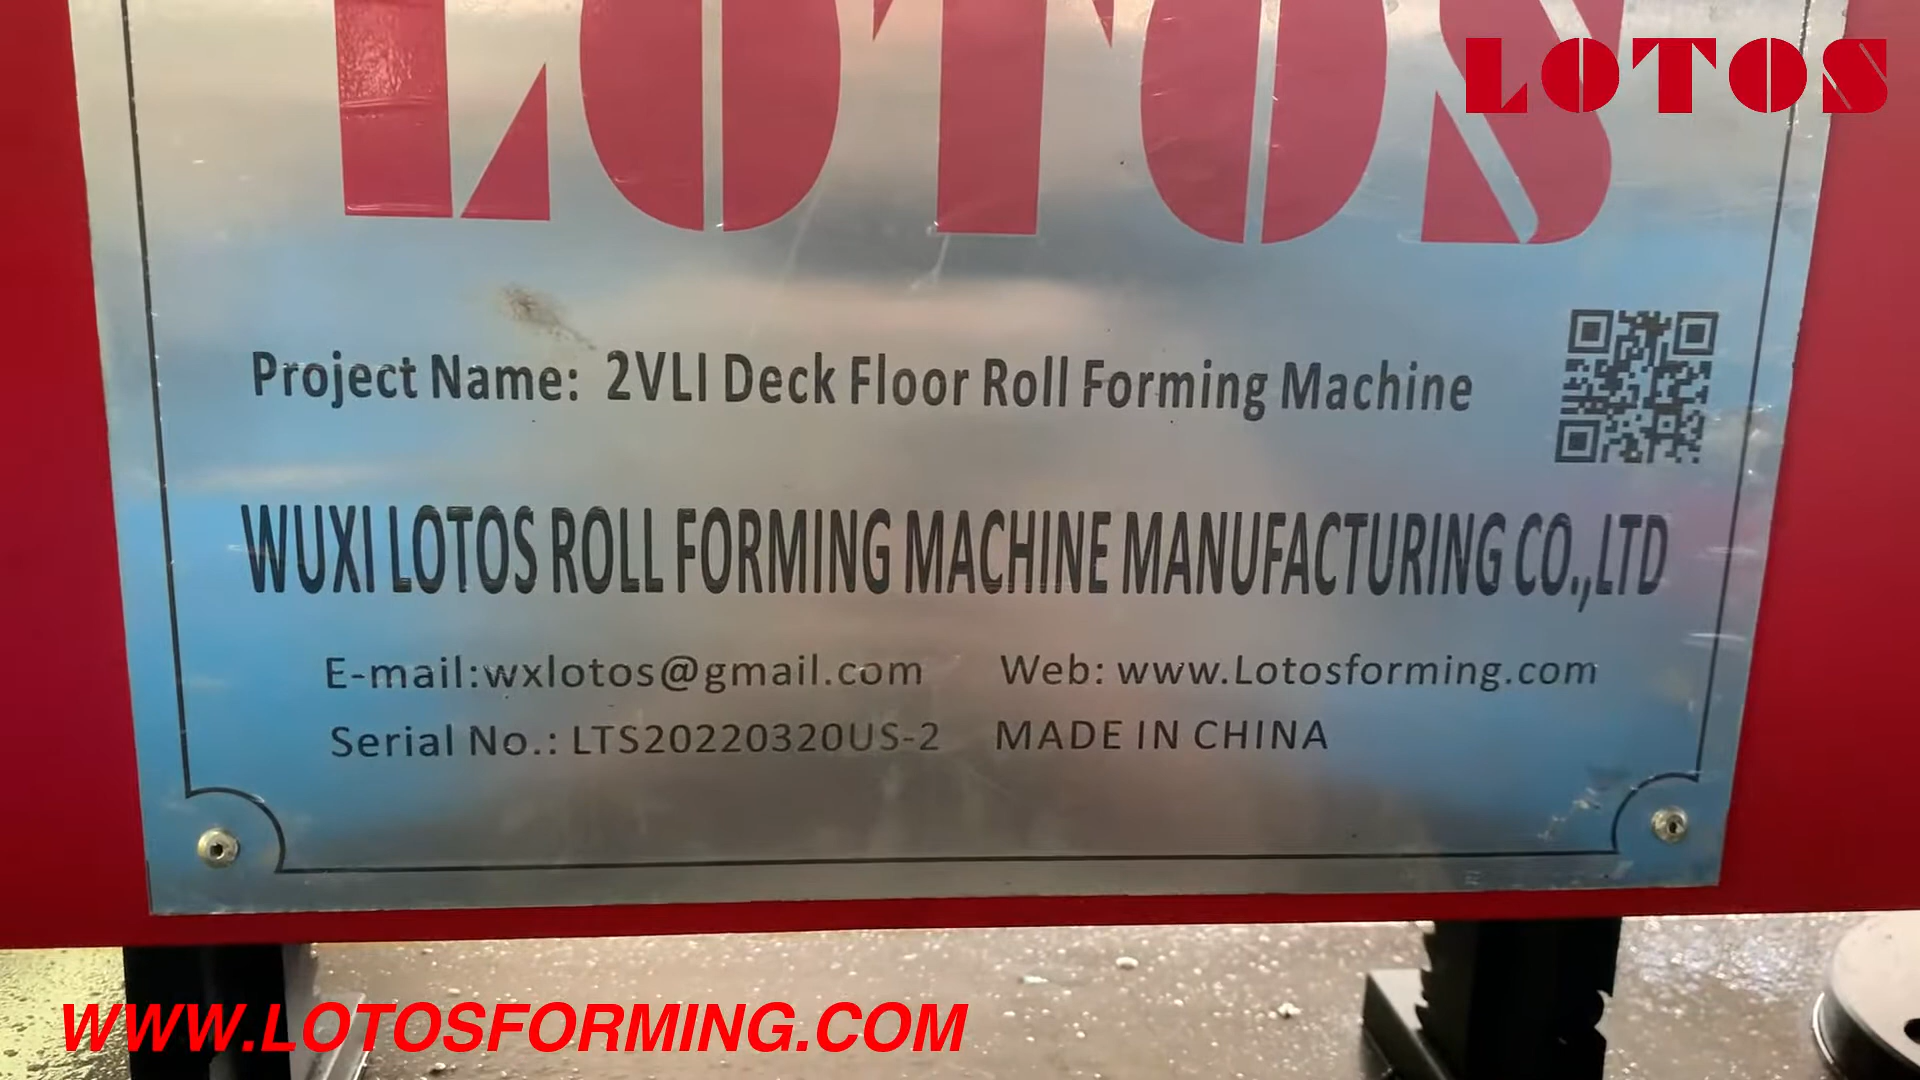 LOTOS
LOTOS
Project Name: 2VLI Deck Floor Roll Forming Machine
WUXI LOTOS ROLL FORMING MACHINE MANUFACTURING CO.,LTD
E-mail:wxlotos@gmail.com Web: www.Lotosforming.com
Serial No.: LTS20220320US-2 MADE IN CHINA
WWW.LOTOSFORMING.COM